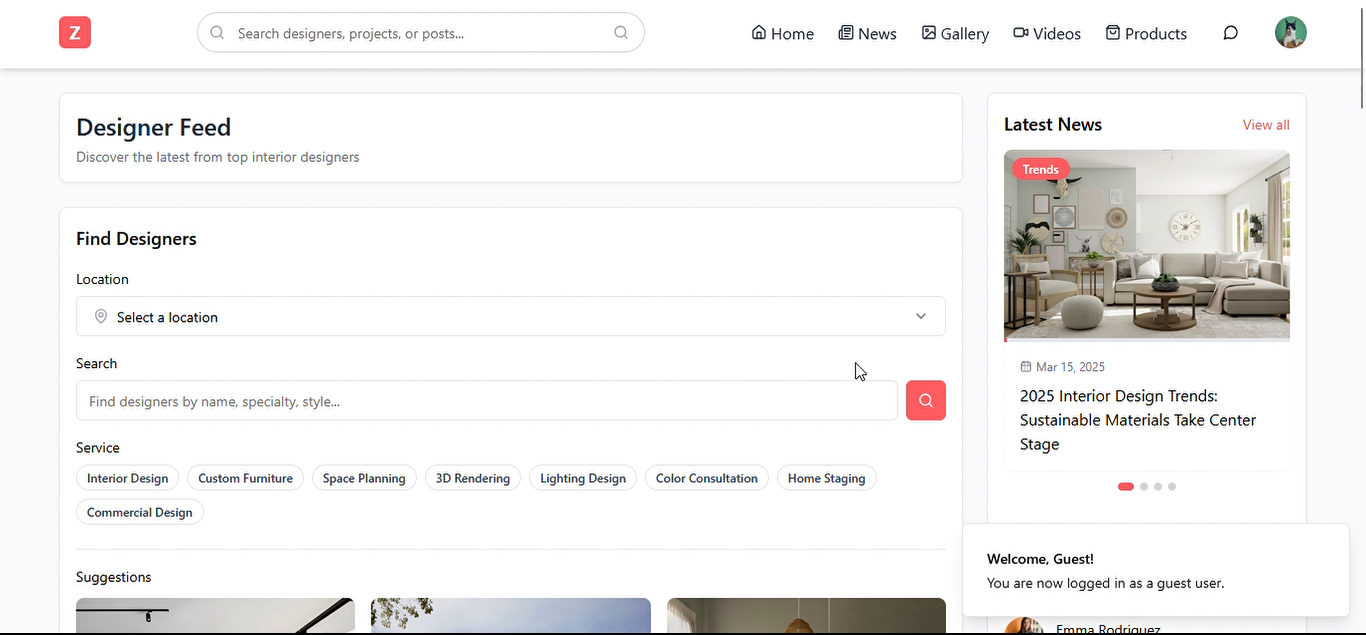 Z
Search designers, projects, or posts...
Home
News
Gallery
Videos
Products
Designer Feed
Discover the latest from top interior designers
Find Designers
Location
Select a location
Search
Find designers by name, specialty, style...
Service
Interior Design
Custom Furniture
Space Planning
3D Rendering
Lighting Design
Color Consultation
Home Staging
Commercial Design
Suggestions
Latest News
View all
Trends
Mar 15, 2025
2025 Interior Design Trends:
Sustainable Materials Take Center
Stage
Welcome, Guest!
You are now logged in as a guest user.
Emma Rodriguez